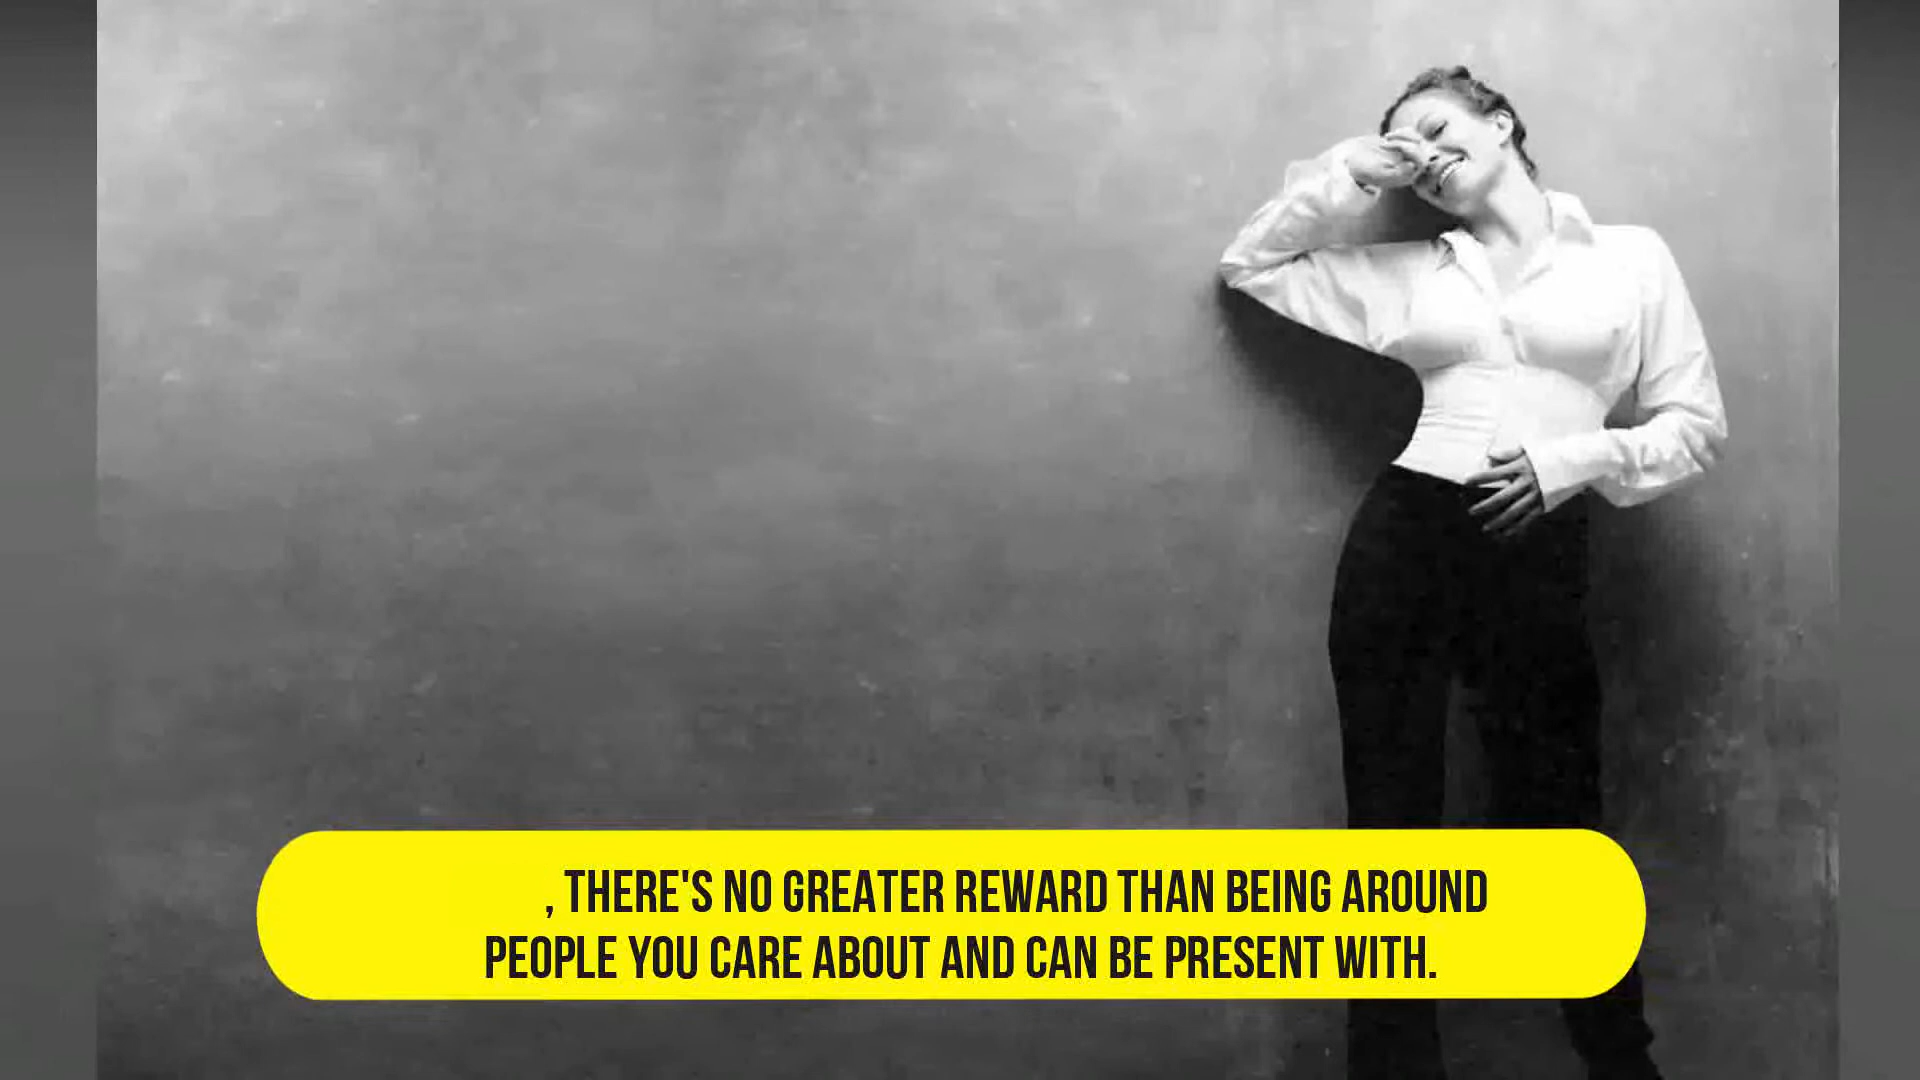 , THERE'S NO GREATER REWARD THAN BEING AROUND
PEOPLE YOU CARE ABOUT AND CAN BE PRESENT WITH.